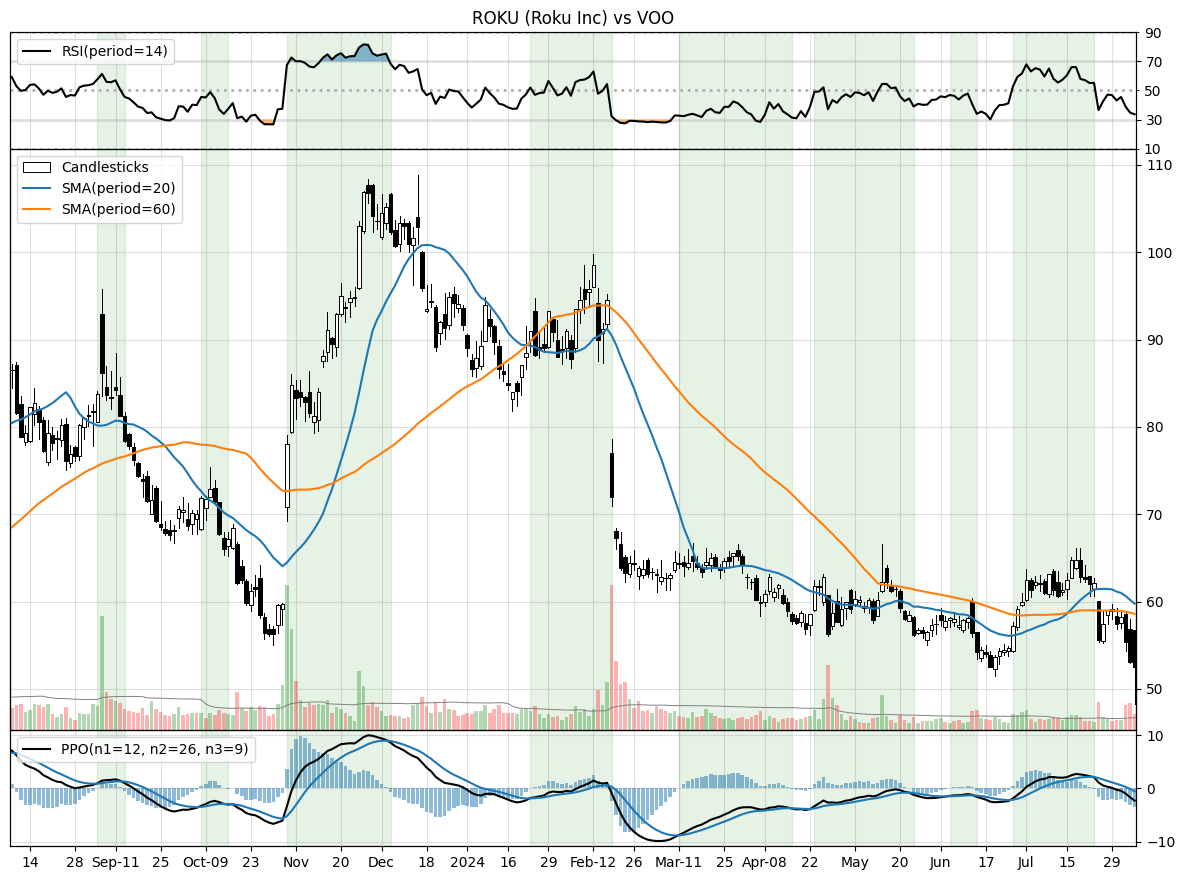 ROKU (Roku Inc) vs VOO
RSI(period=14)
90
70
50
30
10
Candlesticks
SMA(period=20)
SMA(period=60)
110
100
90
80
70
60
50
PPO(n1=12, n2=26, n3=9)
10
0
−10
14 28 Sep-11 25 Oct-09 23 Nov 20 Dec 18 2024 16 29 Feb-12 26 Mar-11 25 Apr-08 22 May 20 Jun 17 Jul 15 29